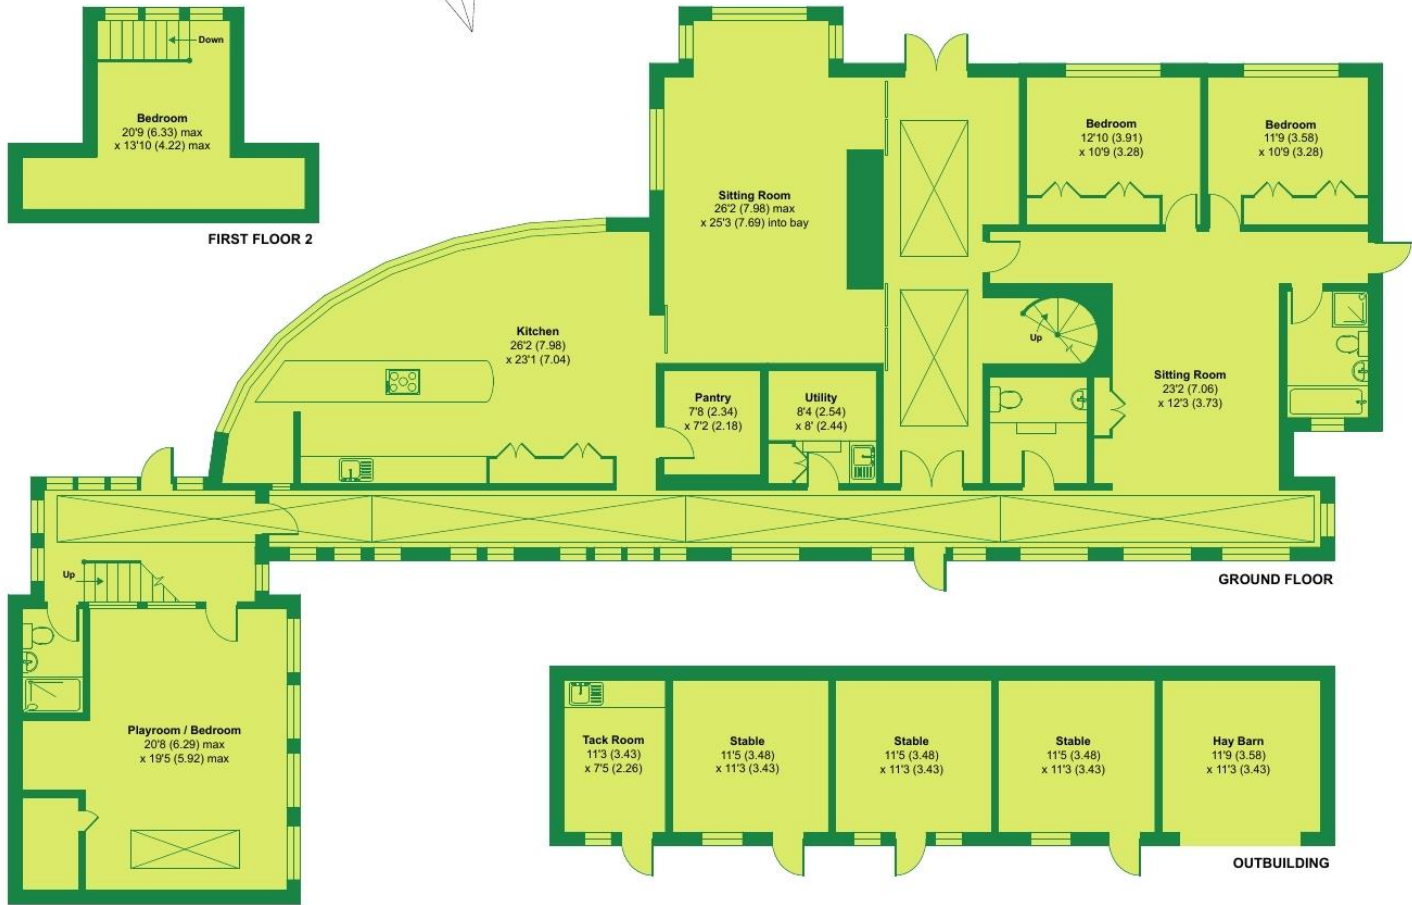 Down
Bedroom
20'9 (6.33) max
x 13'10 (4.22) max
FIRST FLOOR 2
Sitting Room
26'2 (7.98) max
x 25'3 (7.69) into bay
Bedroom
12'10 (3.91)
x 10'9 (3.28)
Bedroom
11'9 (3.58)
x 10'9 (3.28)
Kitchen
26'2 (7.98)
x 23'1 (7.04)
Up
Pantry
7'8 (2.34)
x 7'2 (2.18)
Utility
8'4 (2.54)
x 8' (2.44)
Sitting Room
23'2 (7.06)
x 12'3 (3.73)
Up
GROUND FLOOR
Playroom / Bedroom
20'8 (6.29) max
x 19'5 (5.92) max
Tack Room
11'3 (3.43)
x 7'5 (2.26)
Stable
11'5 (3.48)
x 11'3 (3.43)
Stable
11'5 (3.48)
x 11'3 (3.43)
Stable
11'5 (3.48)
x 11'3 (3.43)
Hay Barn
11'9 (3.58)
x 11'3 (3.43)
OUTBUILDING